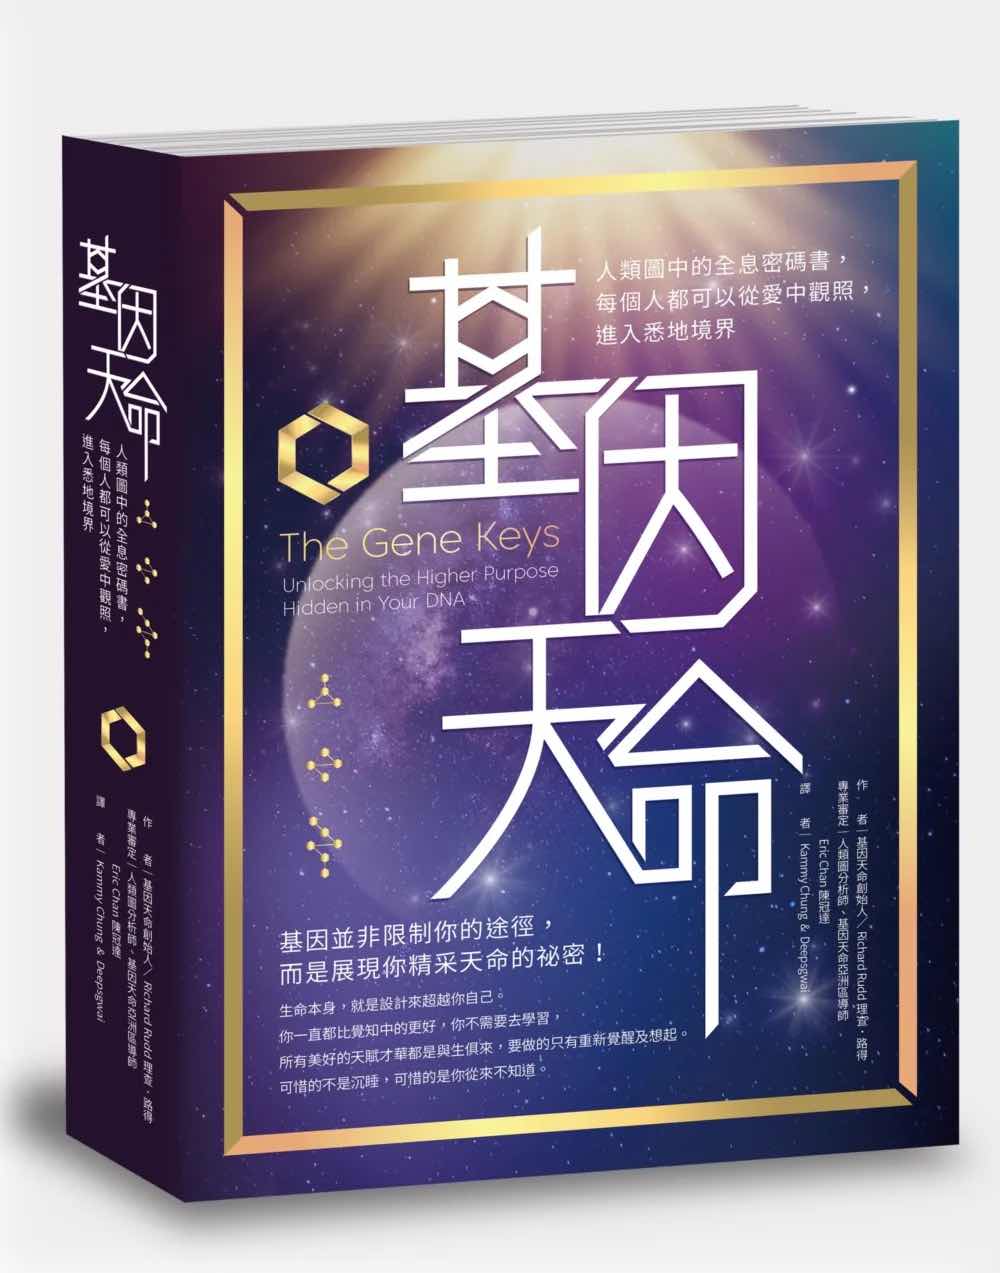 基因天命
人類圖中的全息密碼書，
每個人都可以從愛中觀照，
進入悉地境界
The Gene Keys
Unlocking the Higher Purpose
Hidden in Your DNA
作　者｜基因天命創始人／Richard Rudd 理查．路得
專業審定｜人類圖分析師、基因天命亞洲區導師
Eric Chan 陳冠達
譯　者｜Kammy Chung & Deepsgwai
基因並非限制你的途徑，
而是展現你精采天命的祕密！
生命本身，就是設計來超越你自己。
你一直都比覺知中的更好，你不需要去學習，
所有美好的天賦才華都是與生俱來，要做的只有重新覺醒及想起。
可惜的不是沉睡，可惜的是你從來不知道。
基因天命
人類圖中的全息密碼書，
每個人都可以從愛中觀照，
進入悉地境界
作　者｜基因天命創始人／Richard Rudd 理查．路得
專業審定｜人類圖分析師、基因天命亞洲區導師
Eric Chan 陳冠達
譯　者｜Kammy Chung & Deepsgwai